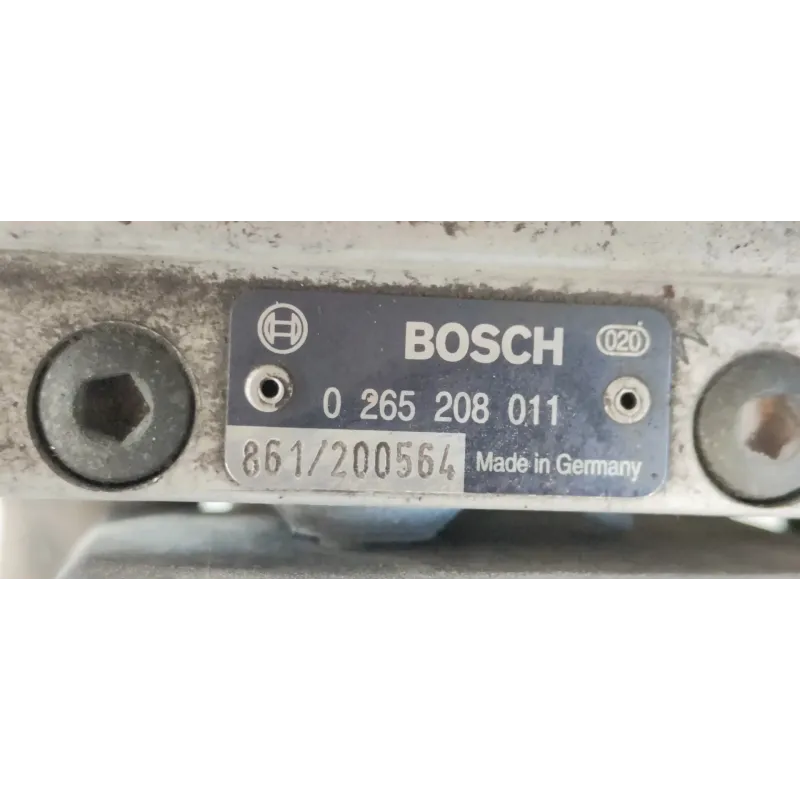 BOSCH 020
0 265 208 011
861/200564 Made in Germany